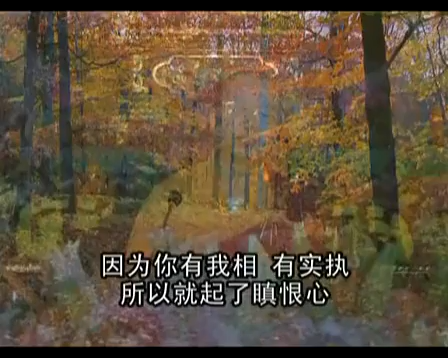 因为你有我相 有实执
所以就起了瞋恨心